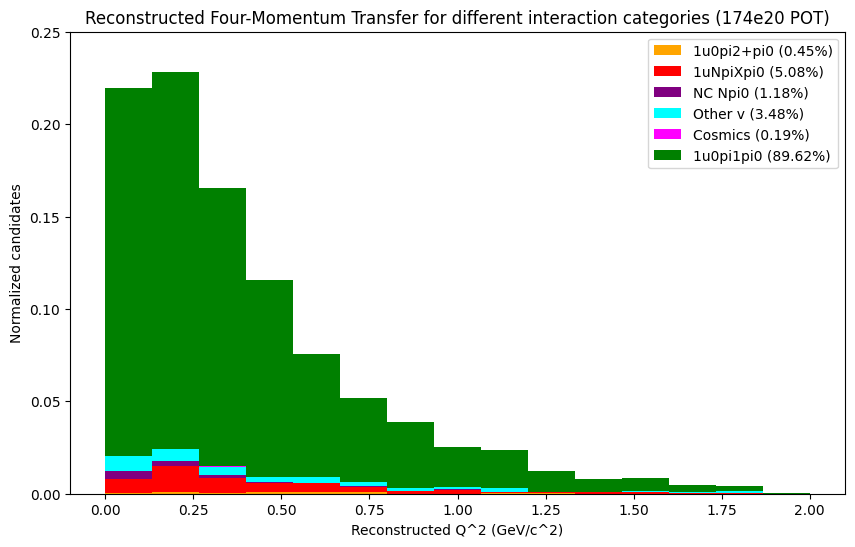 Reconstructed Four-Momentum Transfer for different interaction categories (174e20 POT)
0.25
0.20
0.15
0.10
0.05
0.00
Normalized candidates
1u0pi2+pi0 (0.45%)
1uNpiXpi0 (5.08%)
NC Npi0 (1.18%)
Other v (3.48%)
Cosmics (0.19%)
1u0pi1pi0 (89.62%)
0.00 0.25 0.50 0.75 1.00 1.25 1.50 1.75 2.00
Reconstructed Q^2 (GeV/c^2)